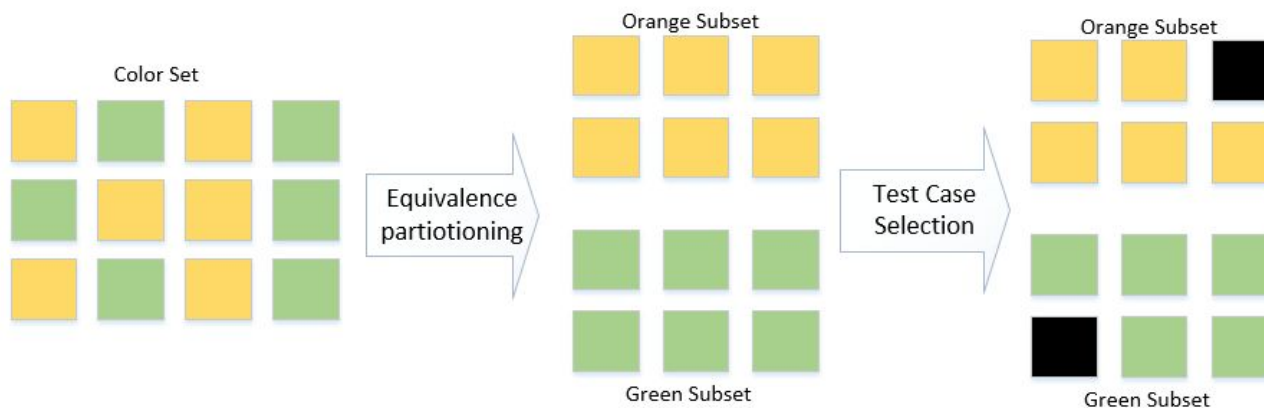 Color Set
Equivalence
partiotioning
Orange Subset
Green Subset
Test Case
Selection
Orange Subset
Green Subset